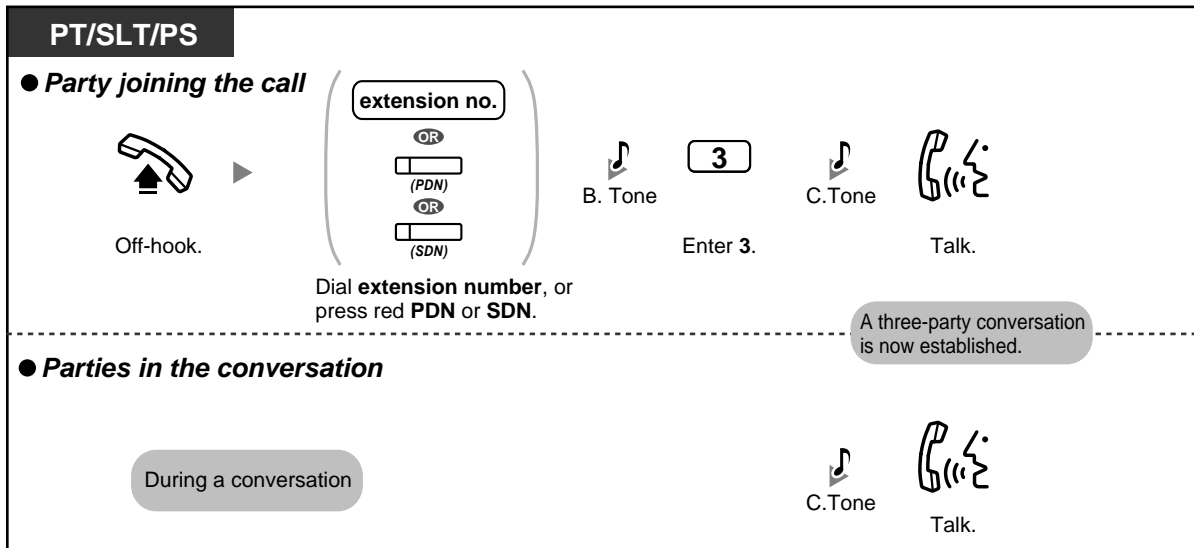 PT/SLT/PS
● Party joining the call
extension no.
OR
(PDN)
OR
(SDN)
B. Tone
3
C.Tone
Off-hook.
Enter 3.
Talk.
Dial extension number, or
press red PDN or SDN.
A three-party conversation
is now established.
● Parties in the conversation
During a conversation
C.Tone
Talk.